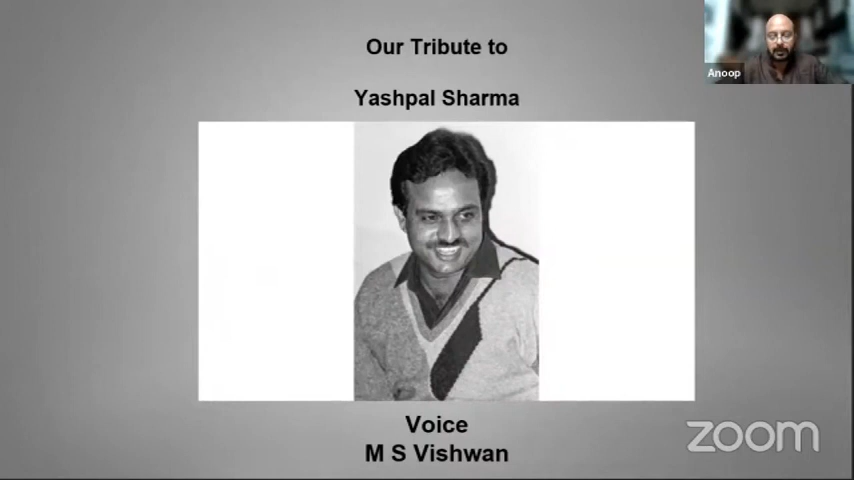 Our Tribute to
Anoop
Yashpal Sharma
Voice
M S Vishwan
zoom